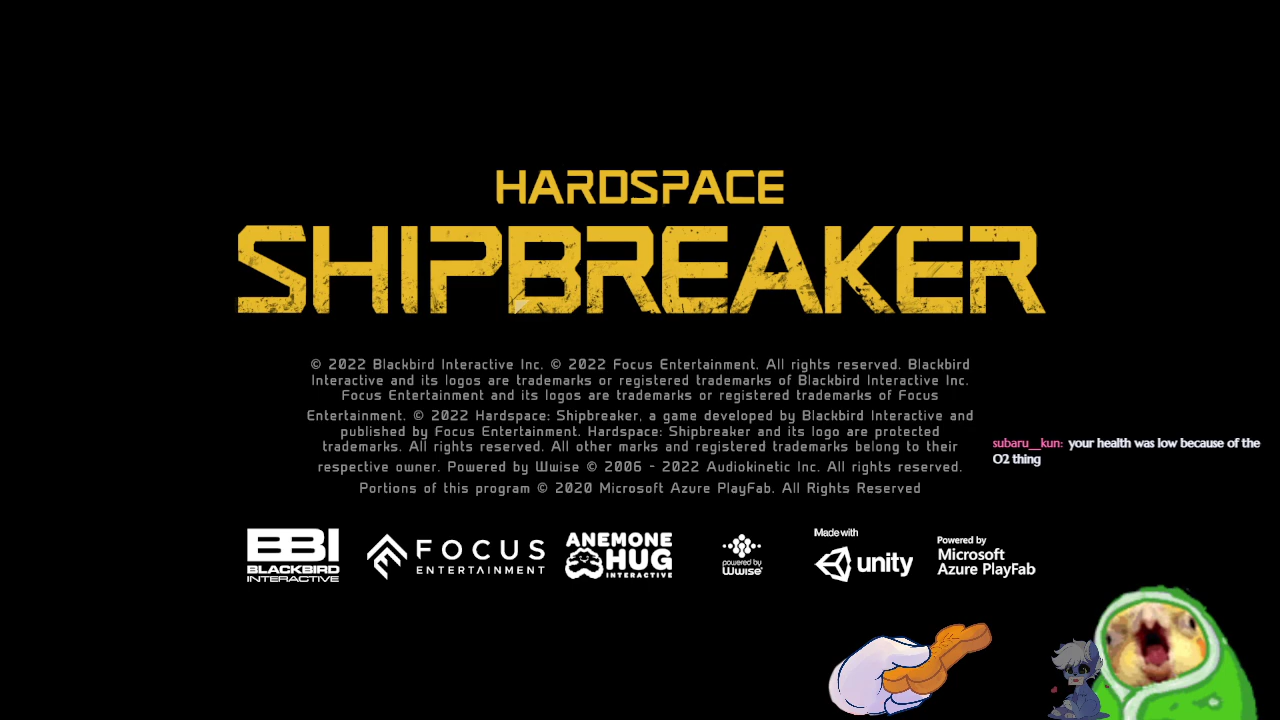 HARDSPACE
SHIPBREAKER
© 2022 Blackbird Interactive Inc. © 2022 Focus Entertainment. All rights reserved. Blackbird
Interactive and its logos are trademarks or registered trademarks of Blackbird Interactive Inc.
Focus Entertainment and its logos are trademarks or registered trademarks of Focus
Entertainment. © 2022 Hardspace: Shipbreaker, a game developed by Blackbird Interactive and
published by Focus Entertainment. Hardspace: Shipbreaker and its logo are protected
trademarks. All rights reserved. All other marks and registered trademarks belong to their
respective owner. Powered by Wwise © 2006 - 2022 Audiokinetic Inc. All rights reserved.
Portions of this program © 2020 Microsoft Azure PlayFab. All Rights Reserved
subaru__kun: your health was low because of the
O2 thing
BBI
BLACKBIRD
INTERACTIVE
FOCUS
ENTERTAINMENT
ANEMONE
HUG
INTERACTIVE
powered by
Wwise
Made with
unity
Powered by
Microsoft
Azure PlayFab